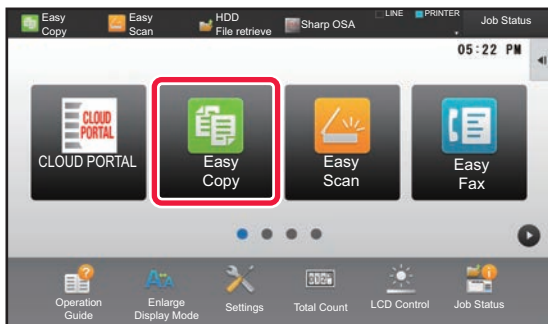 Easy
Copy
Easy
Scan
HDD
File retrieve
Sharp OSA
LINE
PRINTER
Job Status
05:22 PM
CLOUD
PORTAL
CLOUD PORTAL
Easy
Copy
Easy
Scan
Easy
Fax
Operation
Guide
Enlarge
Display Mode
Settings
Total Count
LCD Control
Job Status